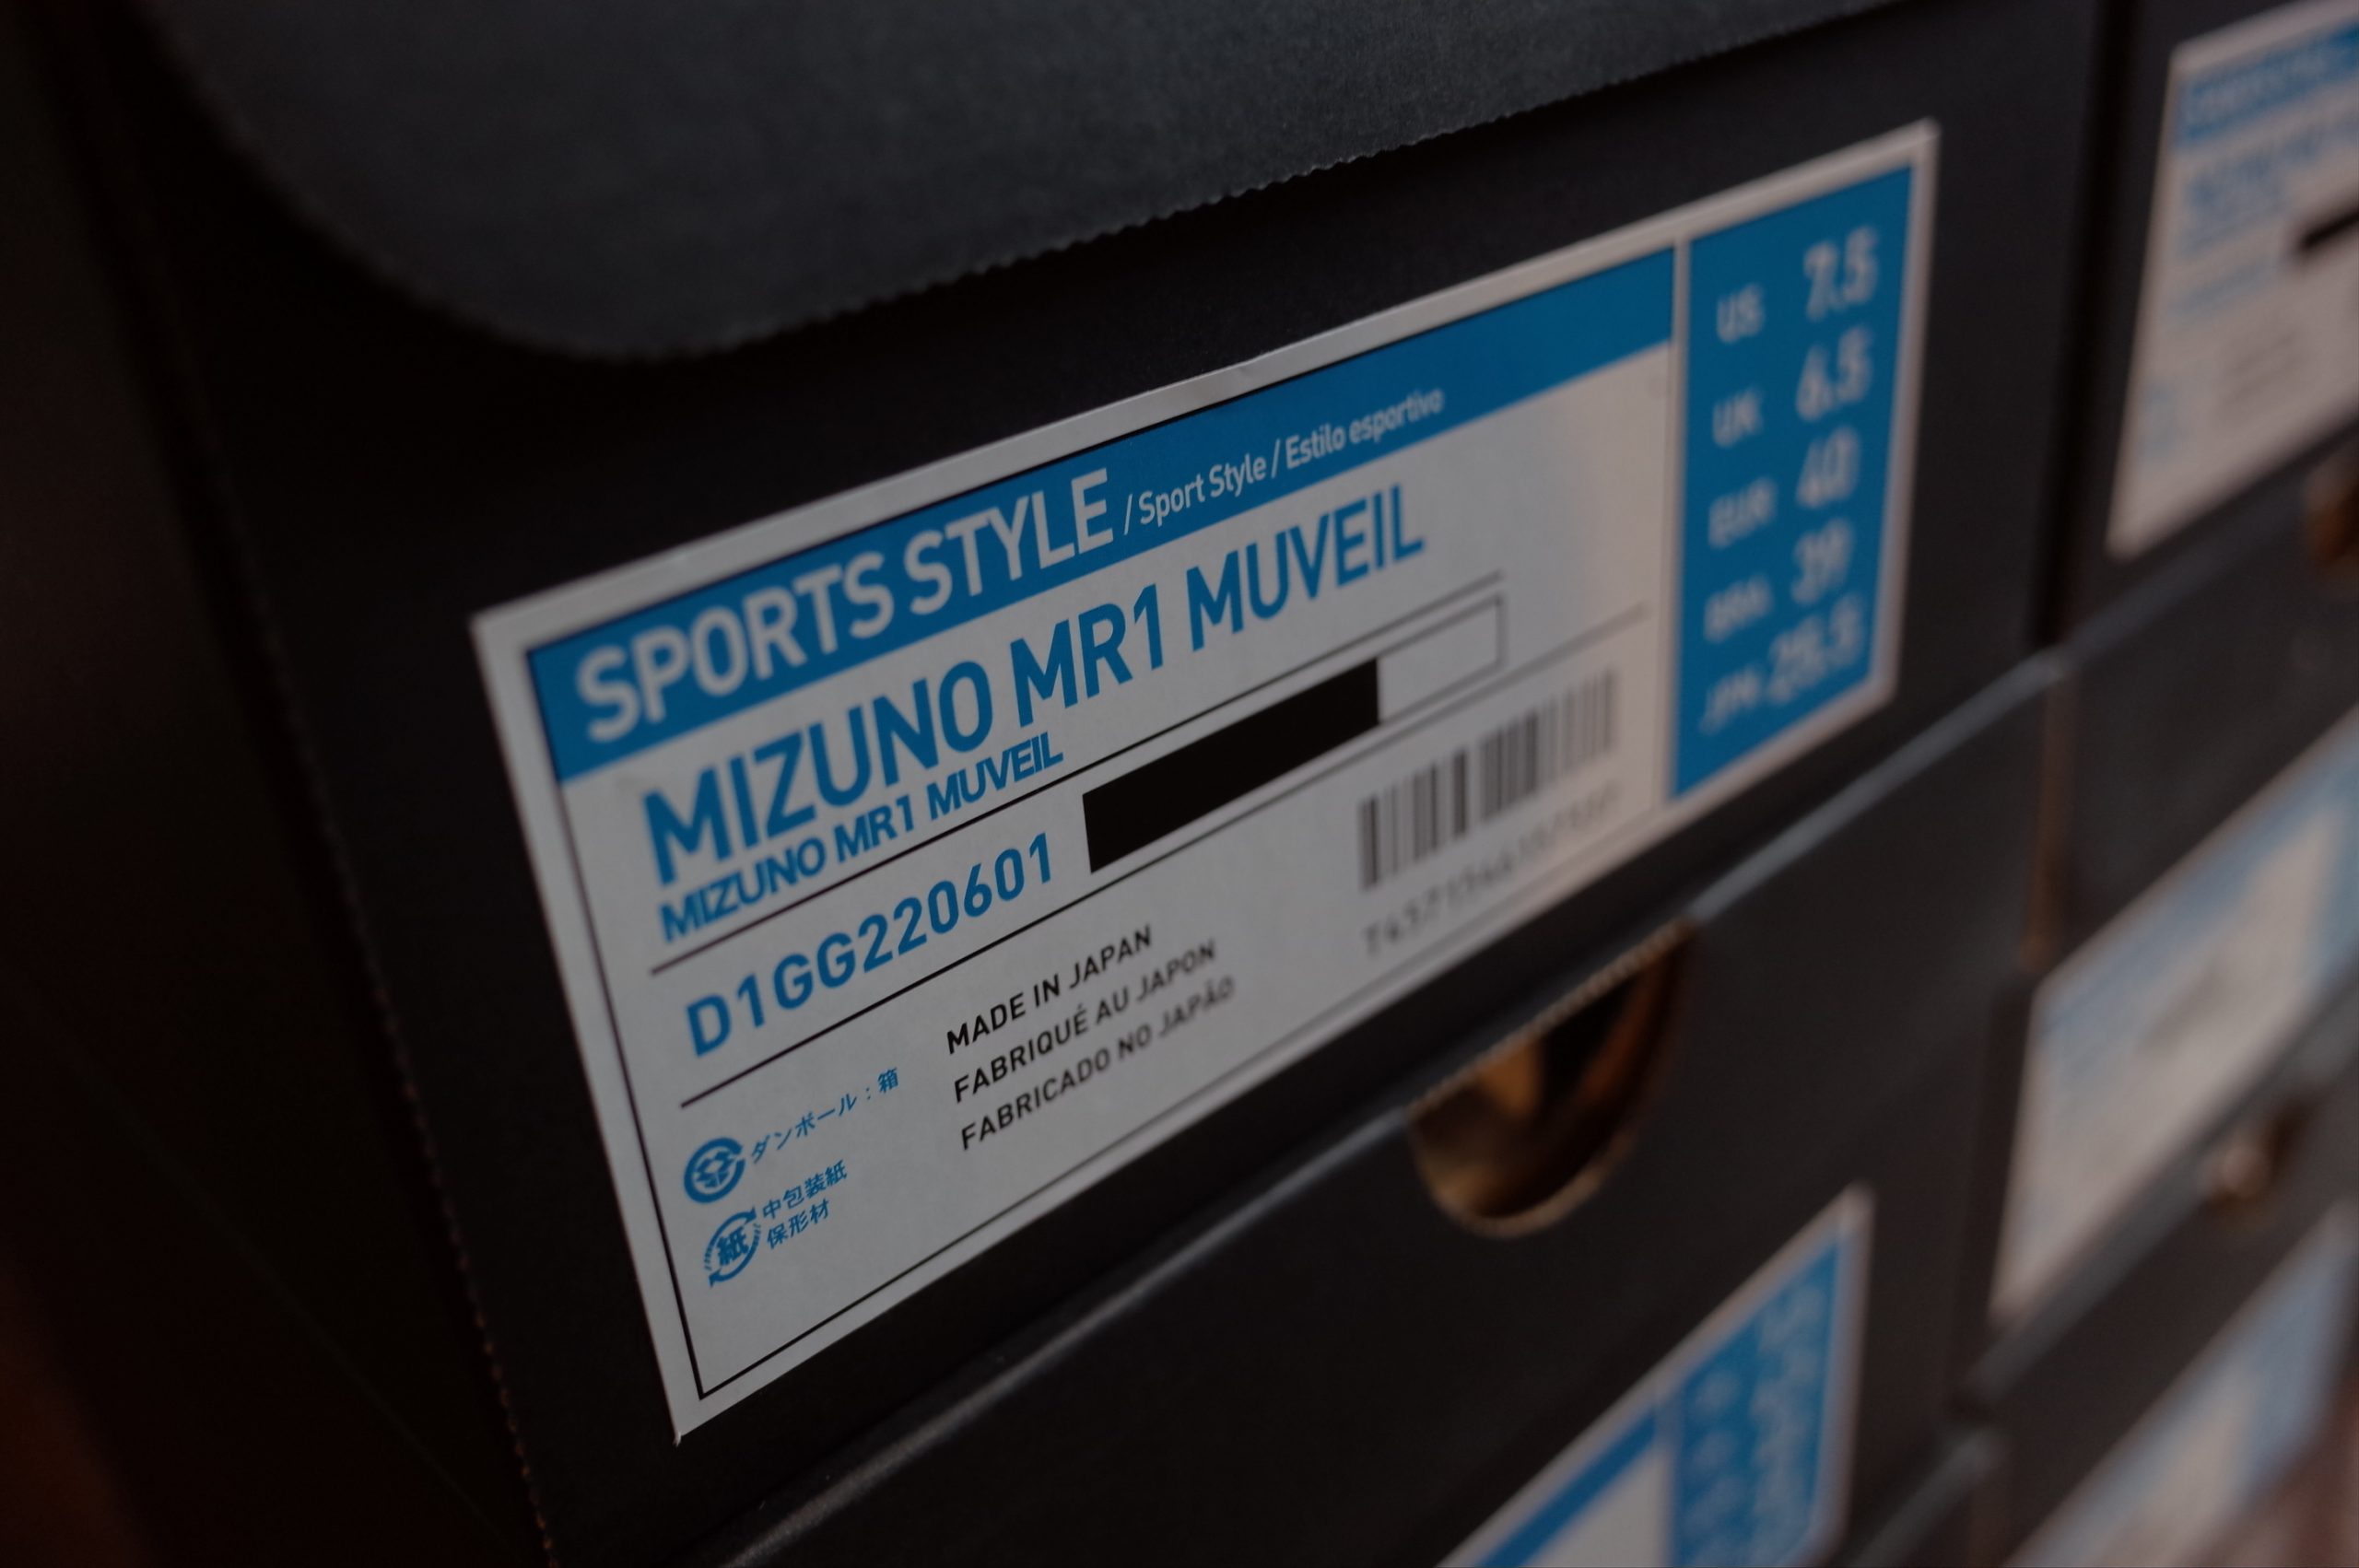 SPORTS STYLE / Sport Style / Estilo esportivo
MIZUNO MR1 MUVEIL
MIZUNO MR1 MUVEIL
D1GG220601
ダンボール：箱
紙
中包装紙
保形材
MADE IN JAPAN
FABRIQUÉ AU JAPON
FABRICADO NO JAPÃO
US 7.5
UK 6.5
EUR 40
BRA 39
JPN 25.5